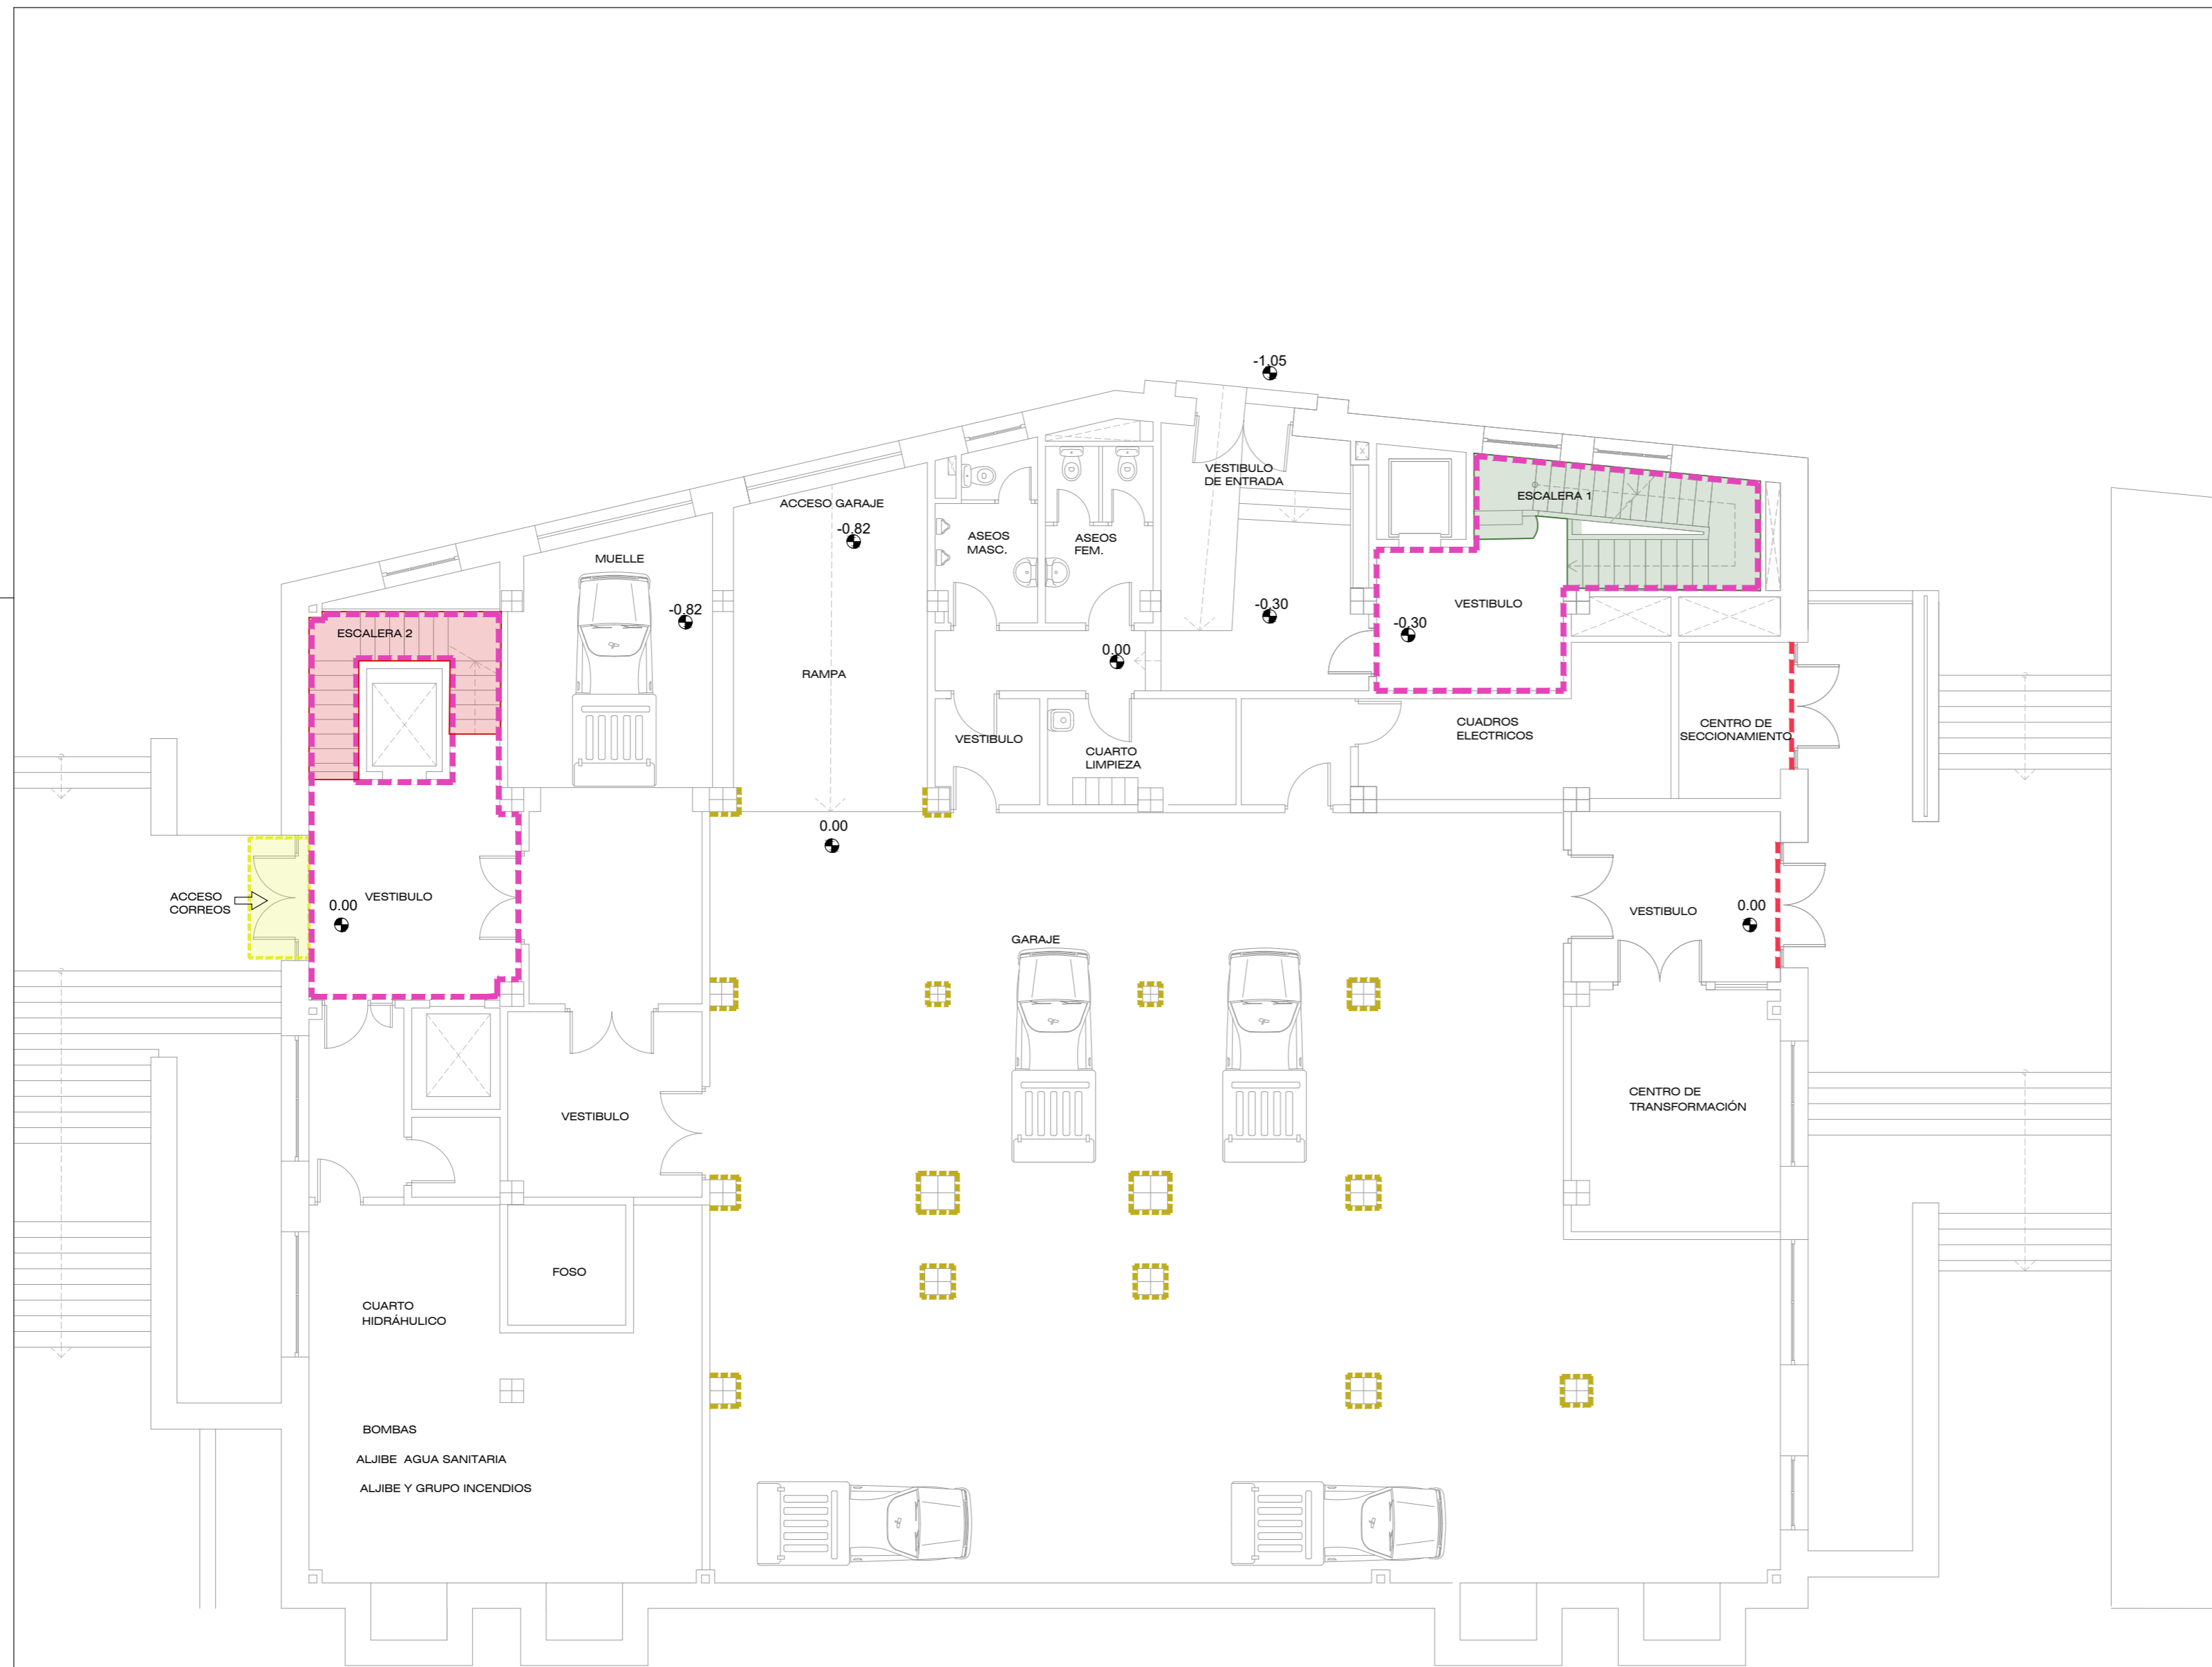 -1.05
VESTIBULO
DE ENTRADA
ESCALERA 1
ACCESO GARAJE
-0.82
ASEOS
MASC.
ASEOS
FEM.
MUELLE
-0.82
-0.30
VESTIBULO
-0.30
ESCALERA 2
0.00
RAMPA
CUADROS
ELECTRICOS
CENTRO DE
SECCIONAMIENTO
VESTIBULO
CUARTO
LIMPIEZA
0.00
ACCESO
CORREOS
VESTIBULO
0.00
VESTIBULO
0.00
GARAJE
CENTRO DE
TRANSFORMACIÓN
VESTIBULO
FOSO
CUARTO
HIDRÁHULICO
BOMBAS
ALJIBE AGUA SANITARIA
ALJIBE Y GRUPO INCENDIOS